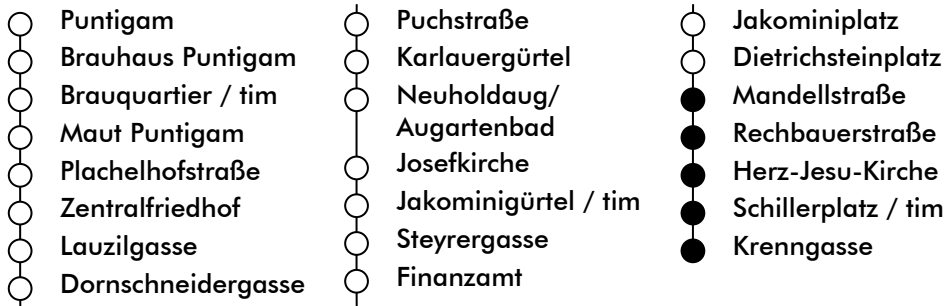 Puntigam
Brauhaus Puntigam
Brauquartier / tim
Maut Puntigam
Plachelhofstraße
Zentralfriedhof
Lauzilgasse
Dornschneidergasse
Puchstraße
Karlauergürtel
Neuholdaug/
Augartenbad
Josefkirche
Jakominigürtel / tim
Steyrergasse
Finanzamt
Jakominiplatz
Dietrichsteinplatz
Mandellstraße
Rechbauerstraße
Herz-Jesu-Kirche
Schillerplatz / tim
Krenngasse